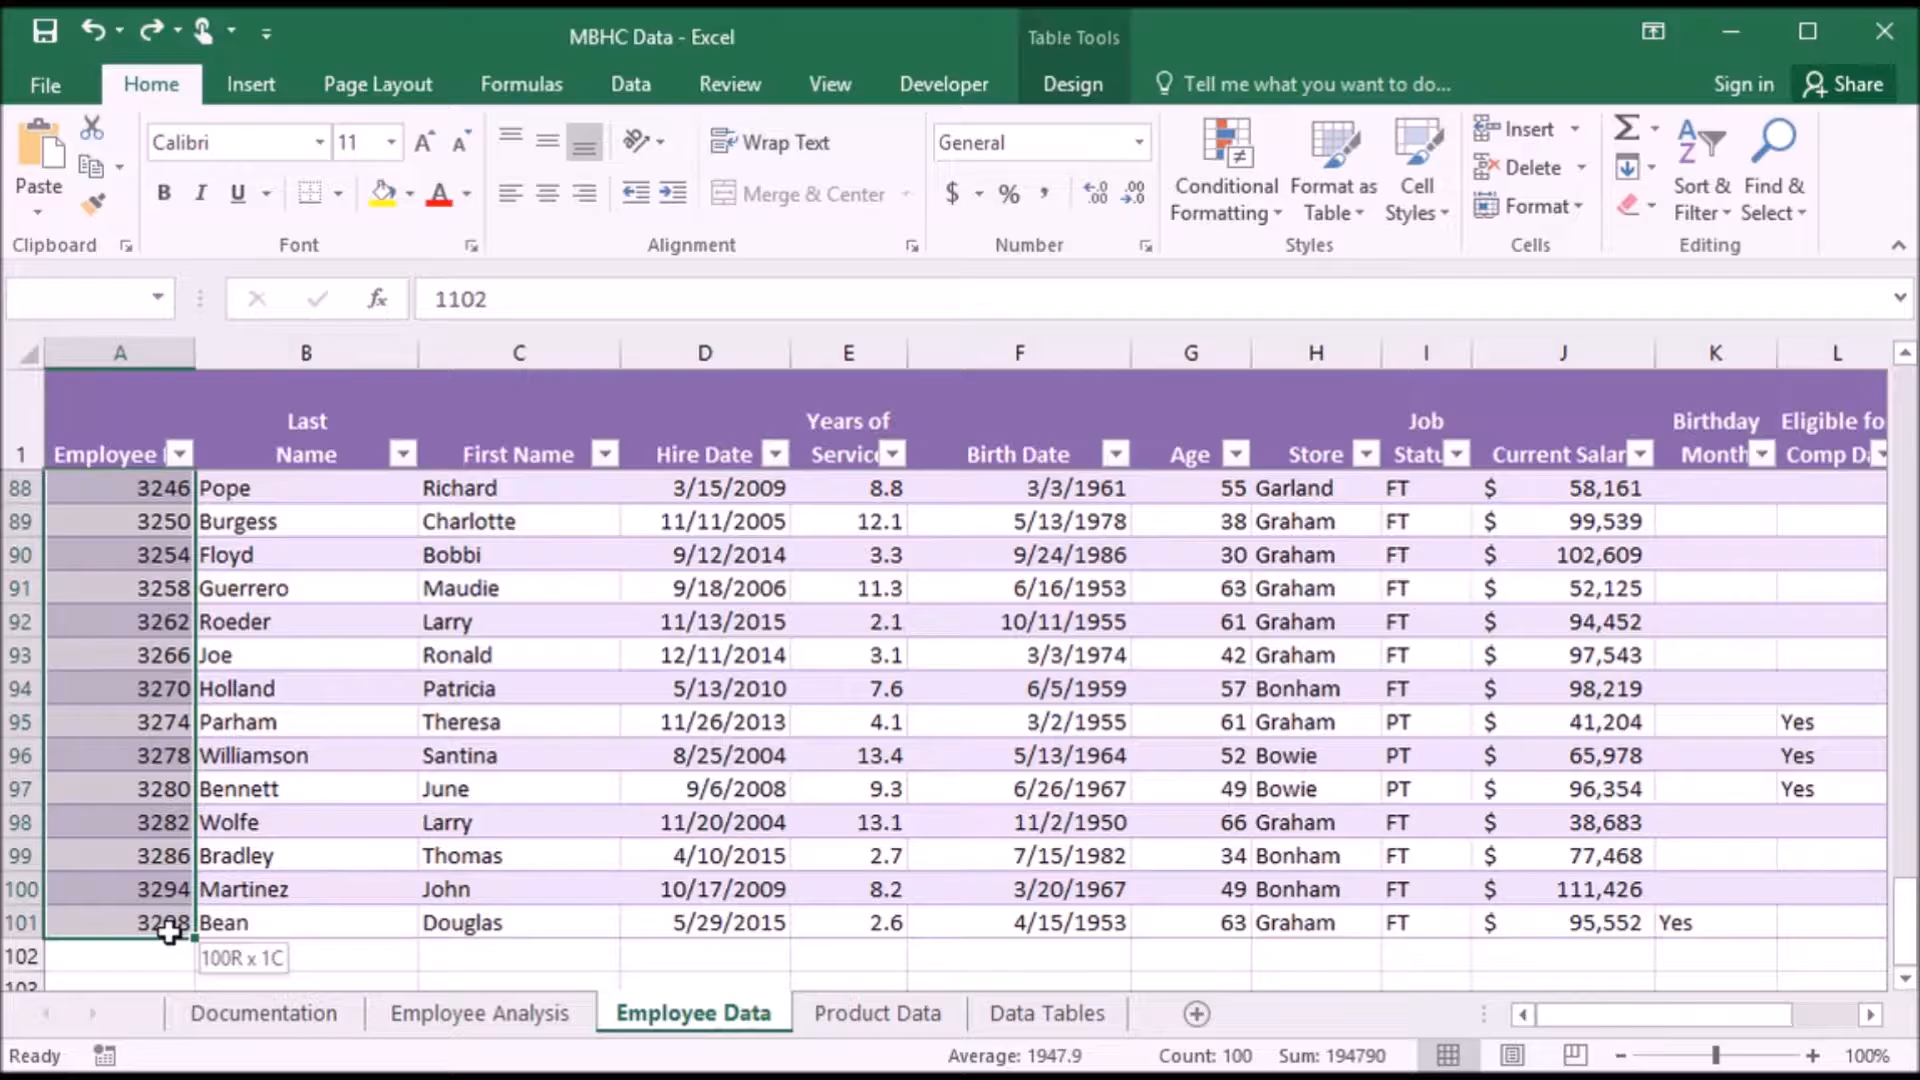 MBHC Data - Excel
Table Tools
File Home Insert Page Layout Formulas Data Review View Developer Design Tell me what you want to do... Sign in Share
Calibri 11 Wrap Text General Insert
Delete
Paste B I U Merge & Center $ % , Conditional Format as Cell Sort & Find &
Formatting Table Styles Format Filter Select
Clipboard Font Alignment Number Styles Cells Editing
fx 1102
A B C D E F G H I J K L
Last Years of Job Birthday Eligible fo
1 Employee Name First Name Hire Date Servic Birth Date Age Store Statu Current Salar Month Comp Da
88 3246 Pope Richard 3/15/2009 8.8 3/3/1961 55 Garland FT $ 58,161
89 3250 Burgess Charlotte 11/11/2005 12.1 5/13/1978 38 Graham FT $ 99,539
90 3254 Floyd Bobbi 9/12/2014 3.3 9/24/1986 30 Graham FT $ 102,609
91 3258 Guerrero Maudie 9/18/2006 11.3 6/16/1953 63 Graham FT $ 52,125
92 3262 Roeder Larry 11/13/2015 2.1 10/11/1955 61 Graham FT $ 94,452
93 3266 Joe Ronald 12/11/2014 3.1 3/3/1974 42 Graham FT $ 97,543
94 3270 Holland Patricia 5/13/2010 7.6 6/5/1959 57 Bonham FT $ 98,219
95 3274 Parham Theresa 11/26/2013 4.1 3/2/1955 61 Graham PT $ 41,204 Yes
96 3278 Williamson Santina 8/25/2004 13.4 5/13/1964 52 Bowie PT $ 65,978 Yes
97 3280 Bennett June 9/6/2008 9.3 6/26/1967 49 Bowie PT $ 96,354 Yes
98 3282 Wolfe Larry 11/20/2004 13.1 11/2/1950 66 Graham FT $ 38,683
99 3286 Bradley Thomas 4/10/2015 2.7 7/15/1982 34 Bonham FT $ 77,468
100 3294 Martinez John 10/17/2009 8.2 3/20/1967 49 Bonham FT $ 111,426
101 Bean Douglas 5/29/2015 2.6 4/15/1953 63 Graham FT $ 95,552 Yes
102 100R x 1C
Documentation Employee Analysis Employee Data Product Data Data Tables
Ready Average: 1947.9 Count: 100 Sum: 194790 100%